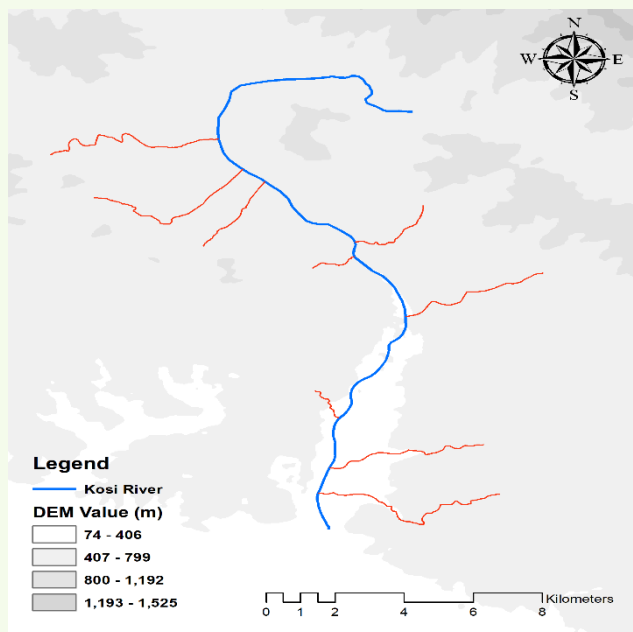 N
W E
S
Legend
Kosi River
DEM Value (m)
74 - 406
407 - 799
800 - 1,192
1,193 - 1,525
Kilometers
0 1 2 4 6 8